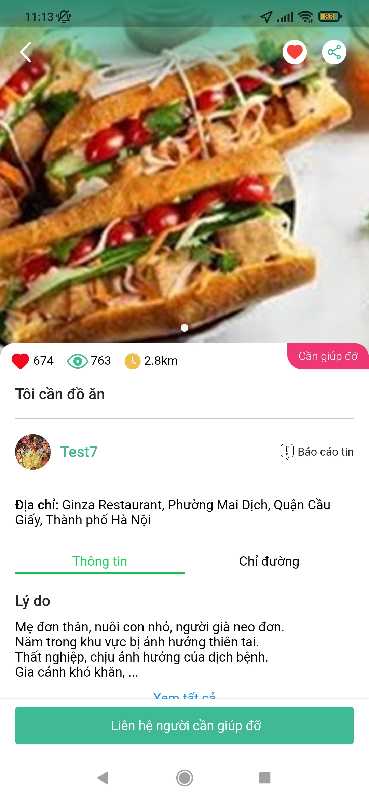 11:13
83
674
763
2.8km
Cần giúp đỡ
Tôi cần đồ ăn
Test7
Báo cáo tin
Địa chỉ: Ginza Restaurant, Phường Mai Dịch, Quận Cầu
Giấy, Thành phố Hà Nội
Thông tin
Chỉ đường
Lý do
Mẹ đơn thân, nuôi con nhỏ, người già neo đơn.
Nằm trong khu vực bị ảnh hưởng thiên tai.
Thất nghiệp, chịu ảnh hưởng của dịch bệnh.
Gia cảnh khó khăn, ...
Xem tất cả
Liên hệ người cần giúp đỡ